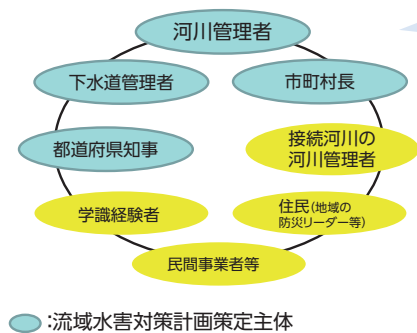 河川管理者
下水道管理者
市町村長
都道府県知事
接続河川の
河川管理者
学識経験者
住民(地域の
防災リーダー等)
民間事業者等
:流域水害対策計画策定主体